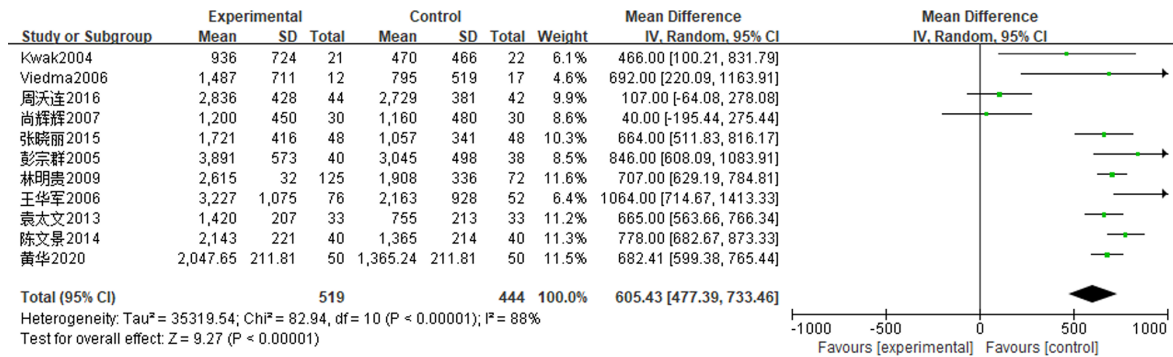 Experimental Control Mean Difference Mean Difference
Study or Subgroup Mean SD Total Mean SD Total Weight IV, Random, 95% CI IV, Random, 95% CI
Kwak2004 936 724 21 470 466 22 6.1% 466.00 [100.21, 831.79]
Viedma2006 1,487 711 12 795 519 17 4.6% 692.00 [220.09, 1163.91]
周沃连2016 2,836 428 44 2,729 381 42 9.9% 107.00 [-64.08, 278.08]
尚辉辉2007 1,200 450 30 1,160 480 30 8.6% 40.00 [-195.44, 275.44]
张晓丽2015 1,721 416 48 1,057 341 48 10.3% 664.00 [511.83, 816.17]
彭宗群2005 3,891 573 40 3,045 498 38 8.5% 846.00 [608.09, 1083.91]
林明贵2009 2,615 32 125 1,908 336 72 11.6% 707.00 [629.19, 784.81]
王华军2006 3,227 1,075 76 2,163 928 52 6.4% 1064.00 [714.67, 1413.33]
袁太文2013 1,420 207 33 755 213 33 11.2% 665.00 [563.66, 766.34]
陈文景2014 2,143 221 40 1,365 214 40 11.3% 778.00 [682.67, 873.33]
黄华2020 2,047.65 211.81 50 1,365.24 211.81 50 11.5% 682.41 [599.38, 765.44]
Total (95% CI) 519 444 100.0% 605.43 [477.39, 733.46]
Heterogeneity: Tau² = 35319.54; Chi² = 82.94, df = 10 (P < 0.00001); I² = 88%
Test for overall effect: Z = 9.27 (P < 0.00001)
-1000 -500 0 500 1000
Favours [experimental] Favours [control]